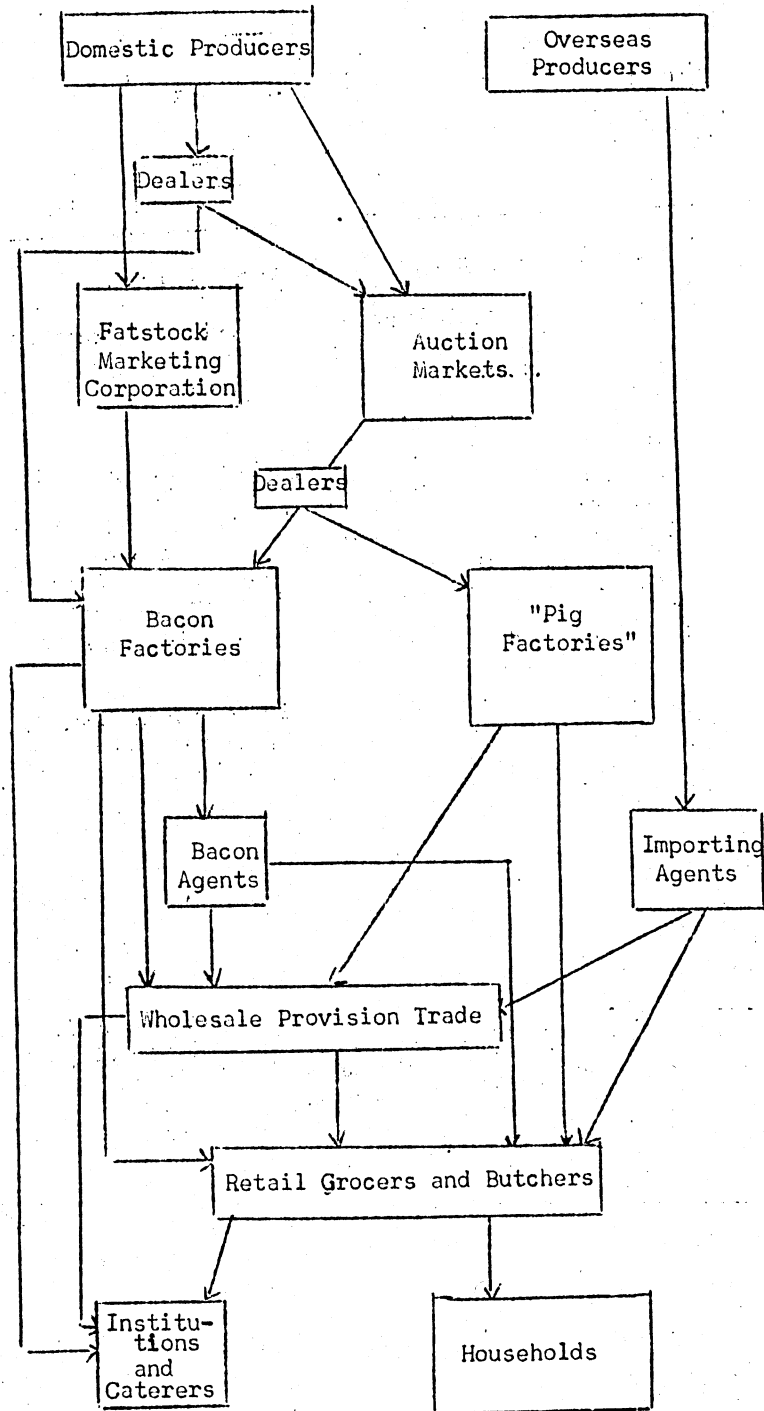 Domestic Producers
Overseas
Producers
Dealers
Fatstock
Marketing
Corporation
Auction
Markets.
Dealers
Bacon
Factories
"Pig
Factories"
Bacon
Agents
Importing
Agents
Wholesale Provision Trade
Retail Grocers and Butchers
Institu-
tions
and
Caterers
Households